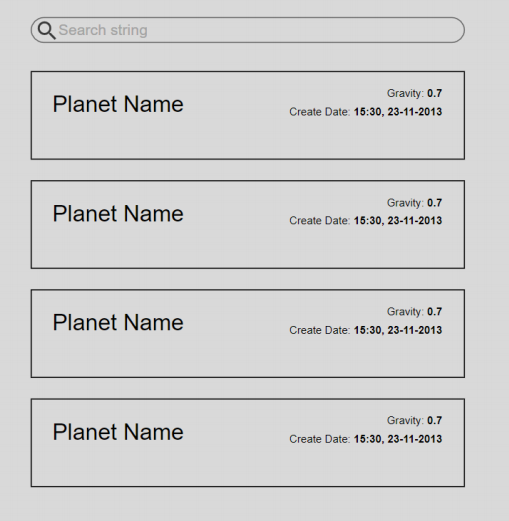 Search string
Planet Name
Gravity: 0.7
Create Date: 15:30, 23-11-2013
Planet Name
Gravity: 0.7
Create Date: 15:30, 23-11-2013
Planet Name
Gravity: 0.7
Create Date: 15:30, 23-11-2013
Planet Name
Gravity: 0.7
Create Date: 15:30, 23-11-2013